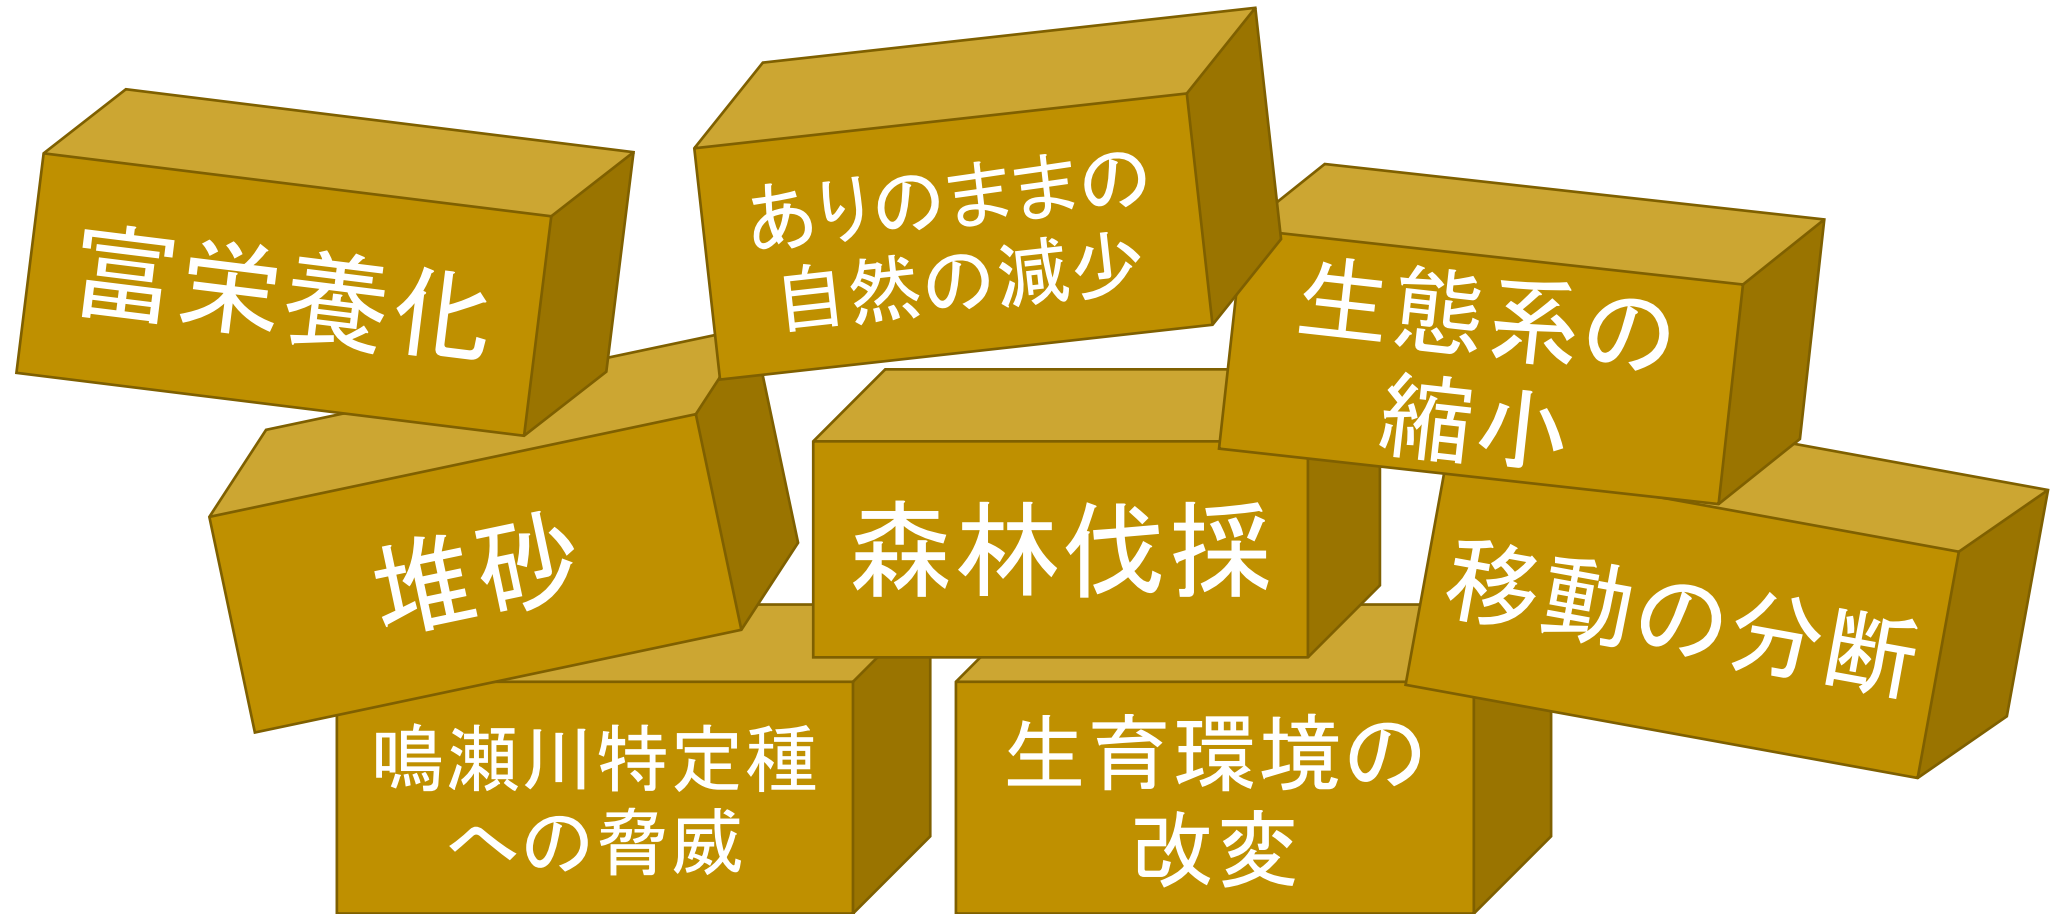 富栄養化
ありのままの
自然の減少
生態系の
縮小
堆砂
森林伐採
移動の分断
鳴瀬川特定種
への脅威
生育環境の
改変